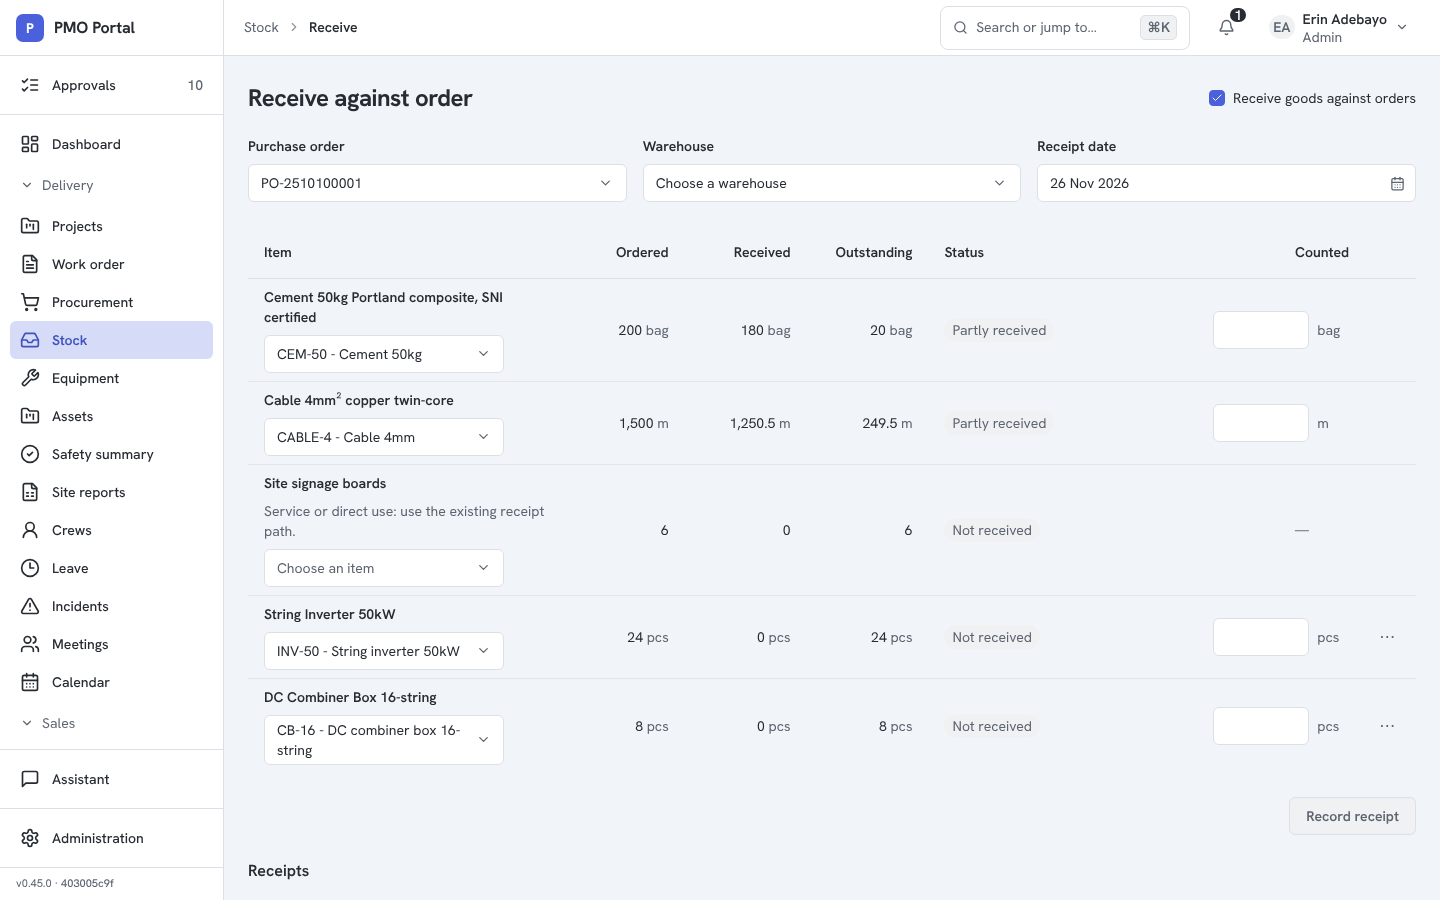 P PMO Portal
Stock > Receive
Search or jump to... ⌘K
1
EA Erin Adebayo
Admin
Approvals 10
Dashboard
Delivery
Projects
Work order
Procurement
Stock
Equipment
Assets
Safety summary
Site reports
Crews
Leave
Incidents
Meetings
Calendar
Sales
Assistant
Administration
v0.45.0 · 403005c9f
Receive against order
Receive goods against orders
Purchase order Warehouse Receipt date
PO-2510100001 Choose a warehouse 26 Nov 2026
Item Ordered Received Outstanding Status Counted
Cement 50kg Portland composite, SNI
certified
CEM-50 - Cement 50kg
200 bag 180 bag 20 bag Partly received bag
Cable 4mm² copper twin-core
CABLE-4 - Cable 4mm
1,500 m 1,250.5 m 249.5 m Partly received m
Site signage boards
Service or direct use: use the existing receipt
path.
Choose an item
6 0 6 Not received —
String Inverter 50kW
INV-50 - String inverter 50kW
24 pcs 0 pcs 24 pcs Not received pcs ...
DC Combiner Box 16-string
CB-16 - DC combiner box 16-
string
8 pcs 0 pcs 8 pcs Not received pcs ...
Record receipt
Receipts